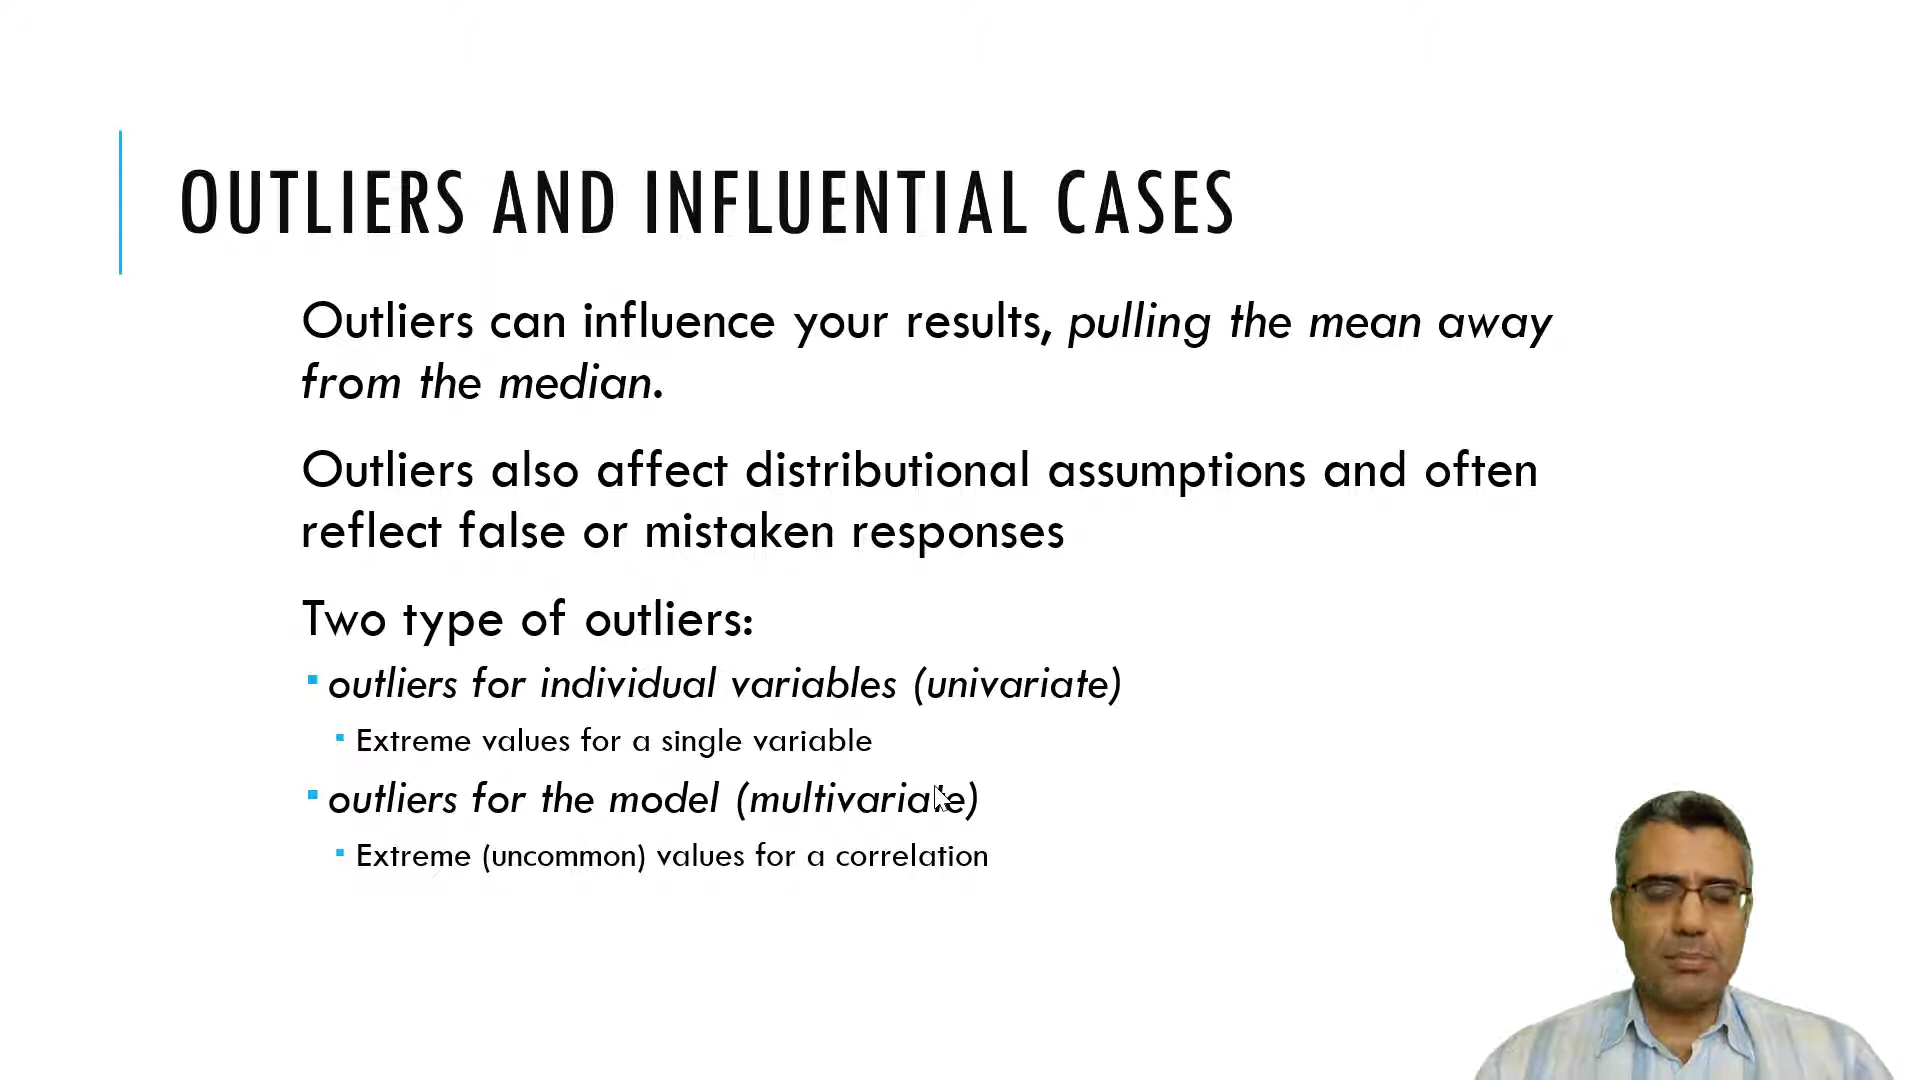 OUTLIERS AND INFLUENTIAL CASES
Outliers can influence your results, pulling the mean away
from the median.
Outliers also affect distributional assumptions and often
reflect false or mistaken responses
Two type of outliers:
outliers for individual variables (univariate)
Extreme values for a single variable
outliers for the model (multivariate)
Extreme (uncommon) values for a correlation